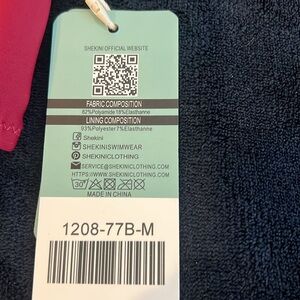 SHEKINI OFFICIAL WEBSITE
FABRIC COMPOSITION
82%Polyamide 18%Elasthanne
LINING COMPOSITION
93%Polyester7%Elasthanne
Shekini
SHEKINISWIMWEAR
SHEKINICLOTHING
SERVICE@SHEKINICLOTHING.COM
HTTPS://WWW.SHEKINICLOTHING.COM
30
MADE IN CHINA
1208-77B-M